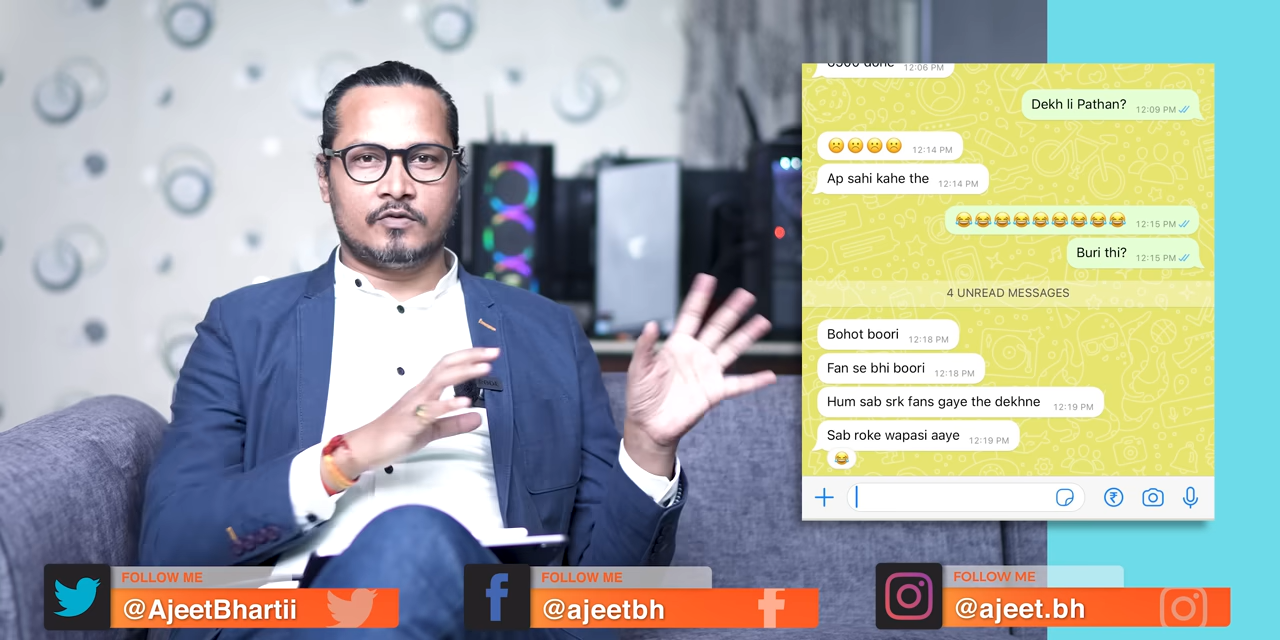 12:06 PM
Dekh li Pathan? 12:09 PM
☹️☹️☹️☹️ 12:14 PM
Ap sahi kahe the 12:14 PM
😂😂😂😂😂😂😂😂😂 12:15 PM
Buri thi? 12:15 PM
4 UNREAD MESSAGES
Bohot boori 12:18 PM
Fan se bhi boori 12:18 PM
Hum sab srk fans gaye the dekhne 12:19 PM
Sab roke wapasi aaye 12:19 PM
😂
FOLLOW ME
@AjeetBhartii
FOLLOW ME
@ajeetbh
FOLLOW ME
@ajeet.bh